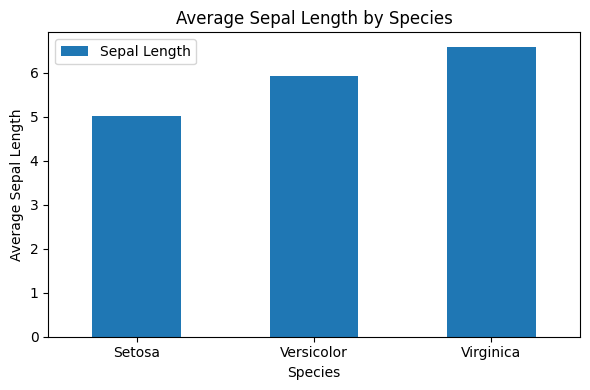 Average Sepal Length by Species
Sepal Length
Average Sepal Length
6
5
4
3
2
1
0
Setosa Versicolor Virginica
Species